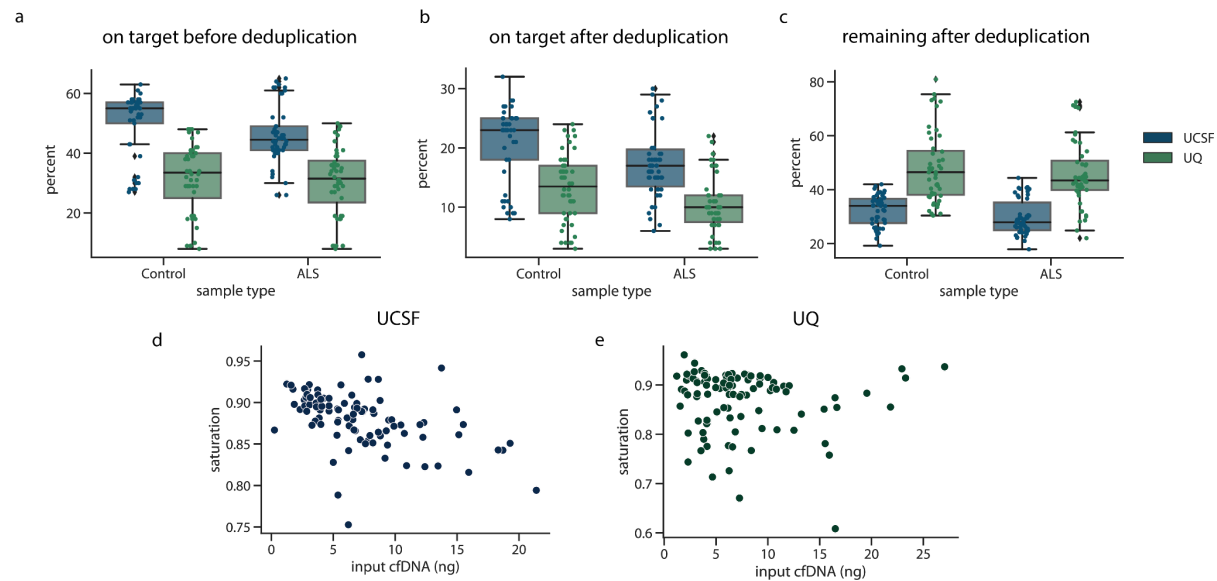 a
on target before deduplication
60
40
20
percent
Control
ALS
sample type
b
on target after deduplication
30
20
10
percent
Control
ALS
sample type
c
remaining after deduplication
80
60
40
20
percent
Control
ALS
sample type
UCSF
UQ
d
UCSF
0.95
0.90
0.85
0.80
0.75
saturation
0
5
10
15
20
input cfDNA (ng)
e
UQ
0.9
0.8
0.7
0.6
saturation
0
5
10
15
20
25
input cfDNA (ng)